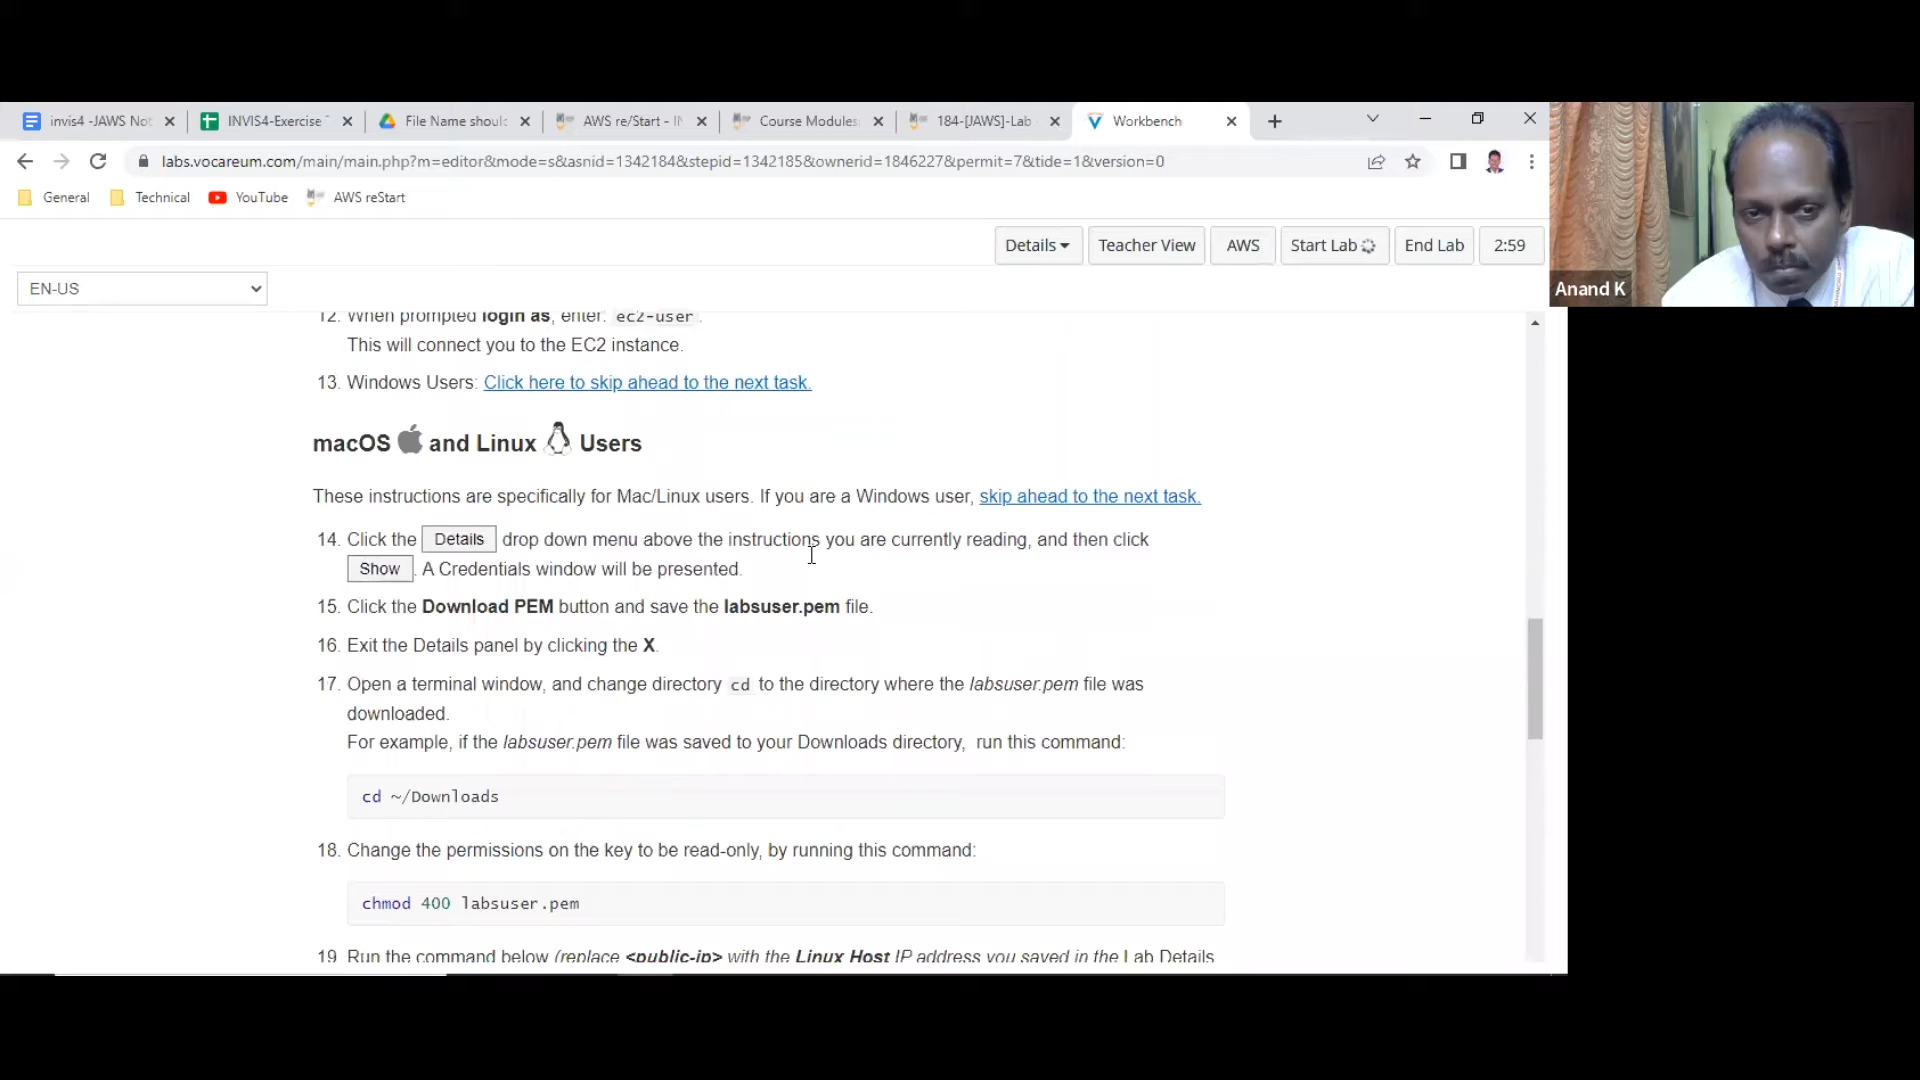 invis4 -JAWS Not
INVIS4-Exercise T
File Name shoul
AWS re/Start - IN
Course Modules
184-[JAWS]-Lab
Workbench
labs.vocareum.com/main/main.php?m=editor&mode=s&asnid=1342184&stepid=1342185&ownerid=1846227&permit=7&tide=1&version=0
General
Technical
YouTube
AWS reStart
Details
Teacher View
AWS
Start Lab
End Lab
2:59
Anand K
EN-US
12. When prompted login as, enter: ec2-user.
This will connect you to the EC2 instance.
13. Windows Users: Click here to skip ahead to the next task.
macOS and Linux Users
These instructions are specifically for Mac/Linux users. If you are a Windows user, skip ahead to the next task.
14. Click the Details drop down menu above the instructions you are currently reading, and then click
Show. A Credentials window will be presented.
15. Click the Download PEM button and save the labsuser.pem file.
16. Exit the Details panel by clicking the X.
17. Open a terminal window, and change directory cd to the directory where the labsuser.pem file was
downloaded.
For example, if the labsuser.pem file was saved to your Downloads directory, run this command:
cd ~/Downloads
18. Change the permissions on the key to be read-only, by running this command:
chmod 400 labsuser.pem
19. Run the command below (replace <public-ip> with the Linux Host IP address you saved in the Lab Details